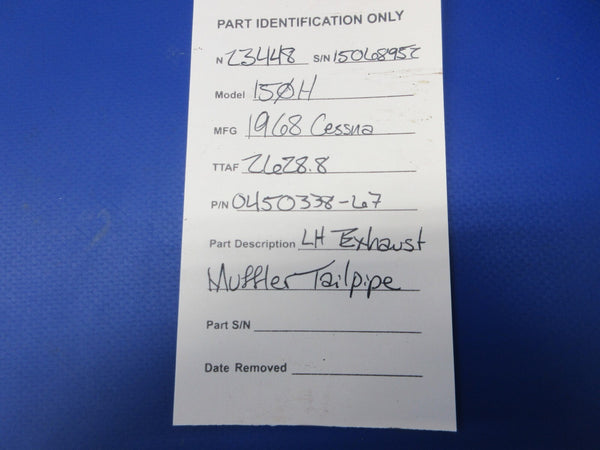 PART IDENTIFICATION ONLY
N 23448 S/N 15068952
Model 150H
MFG 1968 Cessna
TTAF 2628.8
P/N 0450338-67
Part Description LH Exhaust
Muffler Tailpipe
Part S/N
Date Removed